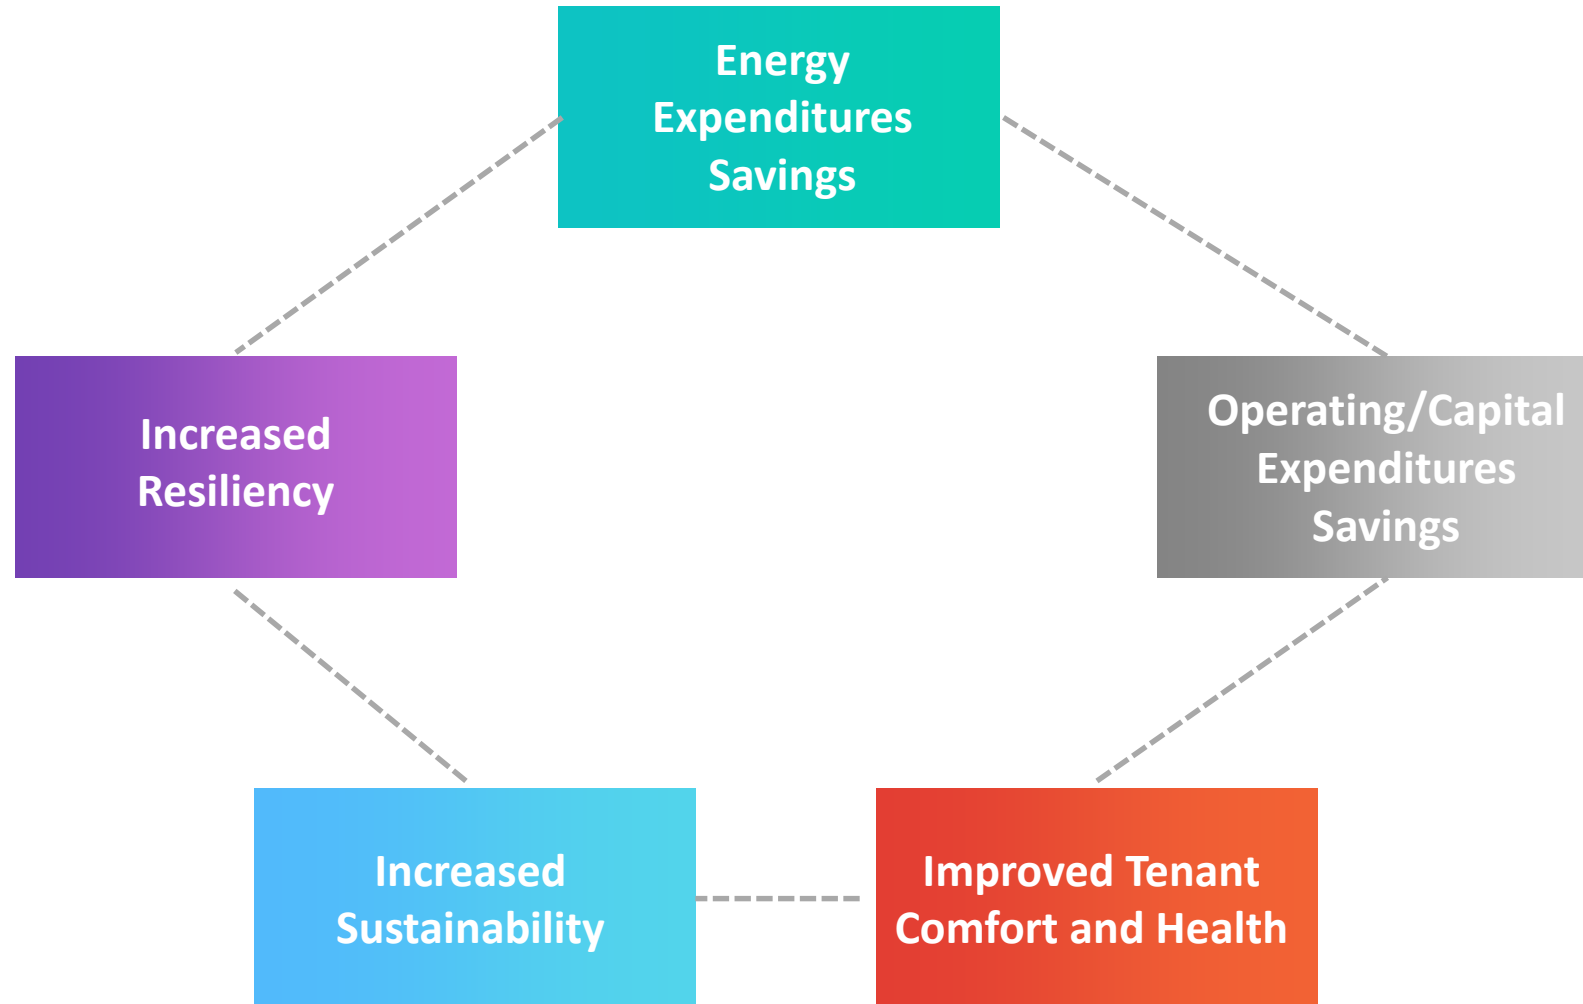 Energy
Expenditures
Savings
Increased
Resiliency
Operating/Capital
Expenditures
Savings
Increased
Sustainability
Improved Tenant
Comfort and Health